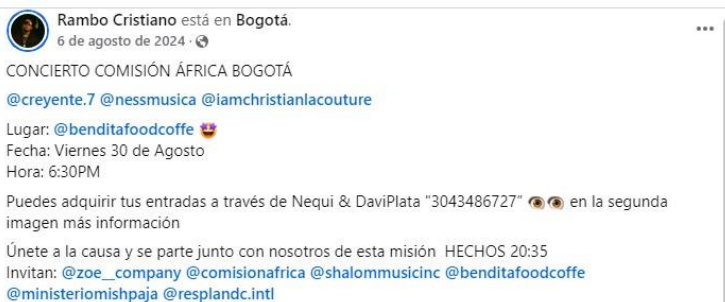 Rambo Cristiano está en Bogotá.
6 de agosto de 2024 ·
CONCIERTO COMISIÓN ÁFRICA BOGOTÁ
@creyente.7 @nessmusica @iamchristianlacouture
Lugar: @benditafoodcoffe 🤩
Fecha: Viernes 30 de Agosto
Hora: 6:30PM
Puedes adquirir tus entradas a través de Nequi & DaviPlata "3043486727" 👁️👁️ en la segunda
imagen más información
Únete a la causa y se parte junto con nosotros de esta misión HECHOS 20:35
Invitan: @zoe__company @comisionafrica @shalommusicinc @benditafoodcoffe
@ministeriomishpaja @resplandc.intl